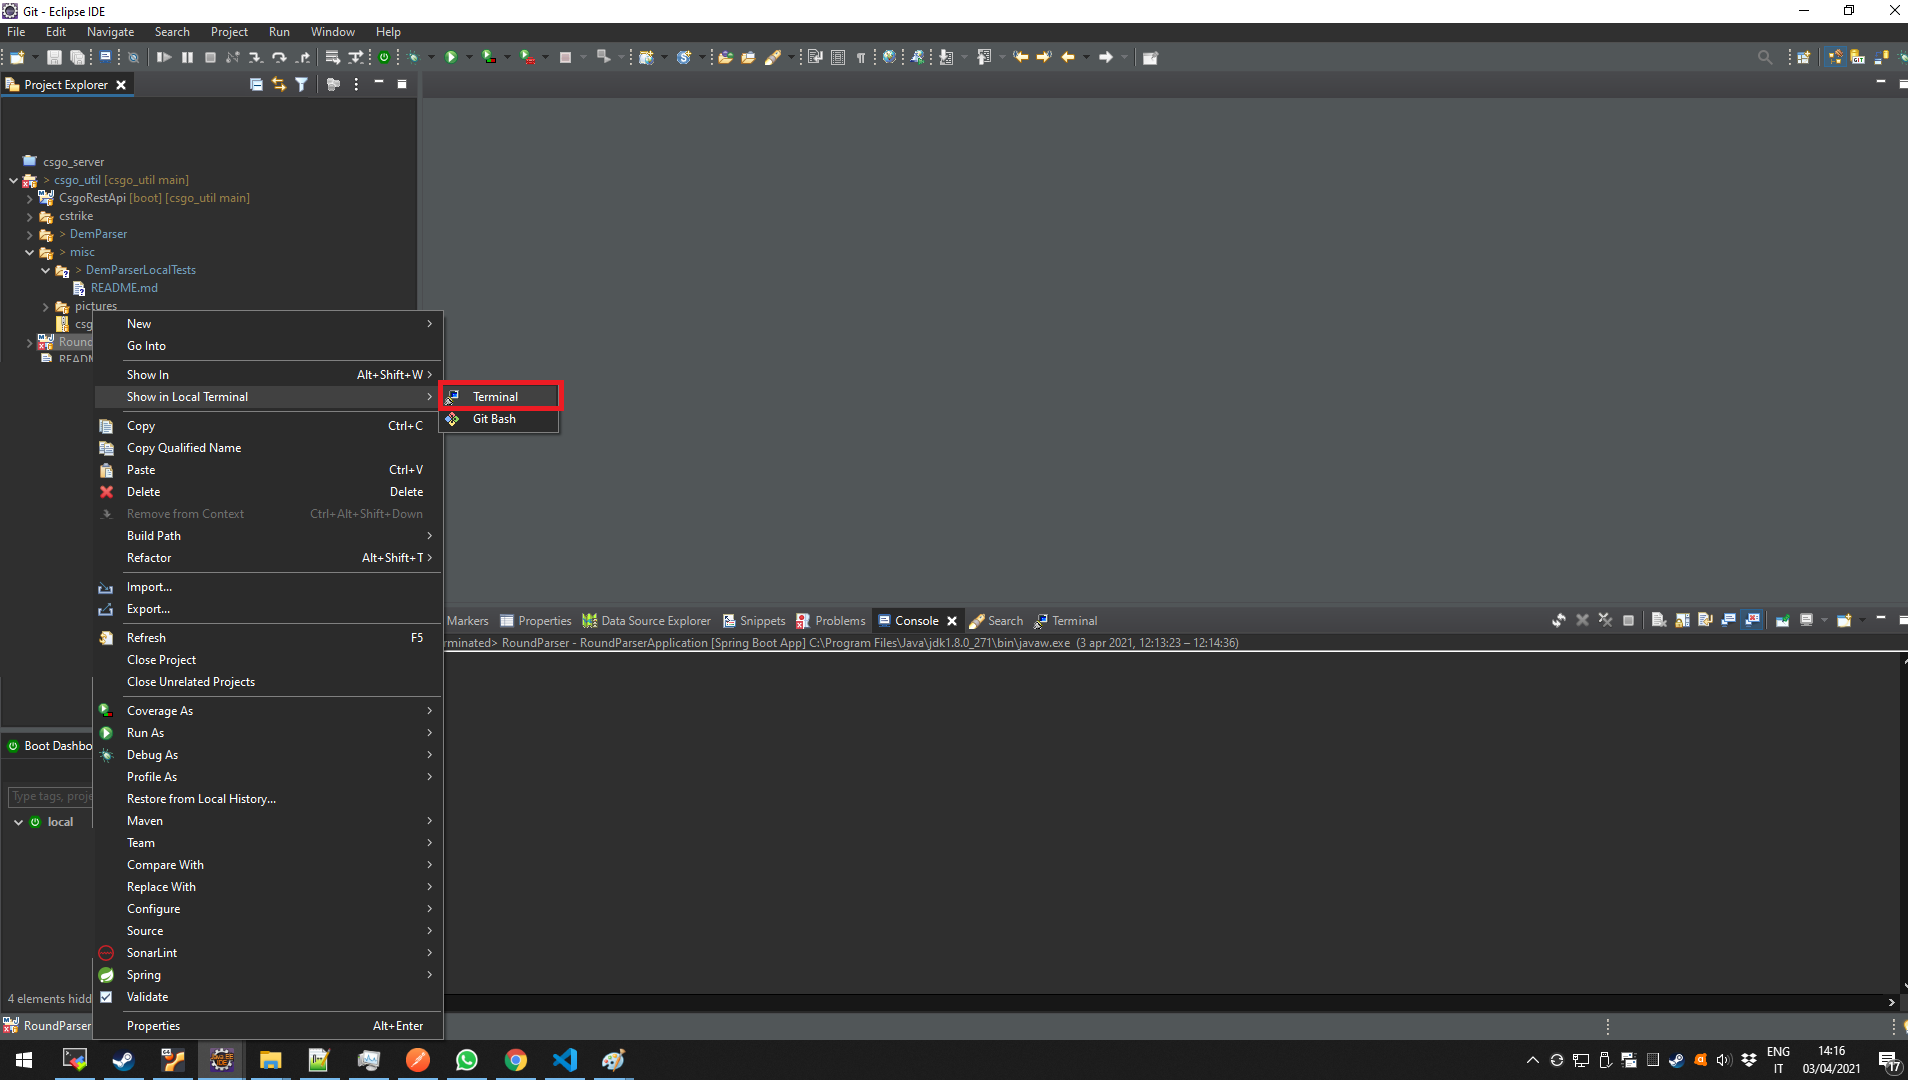 Git - Eclipse IDE
File Edit Navigate Search Project Run Window Help
Project Explorer
csgo_server
> csgo_util [csgo_util main]
CsgoRestApi [boot] [csgo_util main]
cstrike
> DemParser
> misc
> DemParserLocalTests
README.md
pictures
csg
Round
READM
New
Go Into
Show In Alt+Shift+W
Show in Local Terminal
Terminal
Git Bash
Copy Ctrl+C
Copy Qualified Name
Paste Ctrl+V
Delete Delete
Remove from Context Ctrl+Alt+Shift+Down
Build Path
Refactor Alt+Shift+T
Import...
Export...
Refresh F5
Close Project
Close Unrelated Projects
Coverage As
Run As
Debug As
Profile As
Restore from Local History...
Maven
Team
Compare With
Replace With
Configure
Source
SonarLint
Spring
Validate
Properties Alt+Enter
Markers Properties Data Source Explorer Snippets Problems Console Search Terminal
rminated> RoundParser - RoundParserApplication [Spring Boot App] C:\Program Files\Java\jdk1.8.0_271\bin\javaw.exe (3 apr 2021, 12:13:23 – 12:14:36)
Boot Dashbo
Type tags, proje
local
4 elements hidd
RoundParser
ENG
IT
14:16
03/04/2021
17